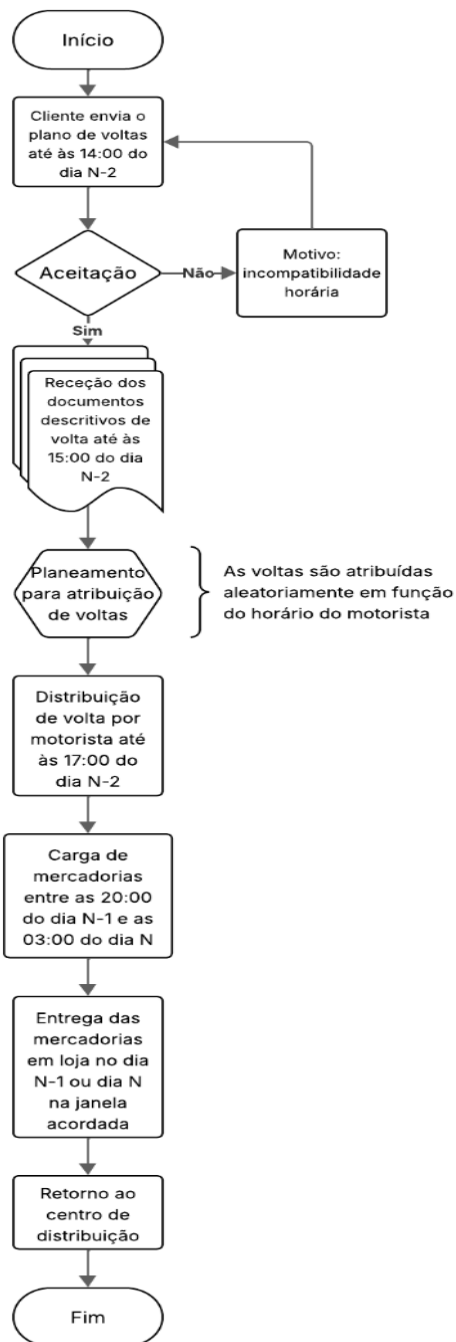 Início
Cliente envia o
plano de voltas
até às 14:00 do
dia N-2
Aceitação
Não
Motivo:
incompatibilidade
horária
Sim
Receção dos
documentos
descritivos de
volta até às
15:00 do dia
N-2
Planeamento
para atribuição
de voltas
As voltas são atribuídas
aleatoriamente em função
do horário do motorista
Distribuição
de volta por
motorista até
às 17:00 do
dia N-2
Carga de
mercadorias
entre as 20:00
do dia N-1 e as
03:00 do dia N
Entrega das
mercadorias
em loja no dia
N-1 ou dia N
na janela
acordada
Retorno ao
centro de
distribuição
Fim